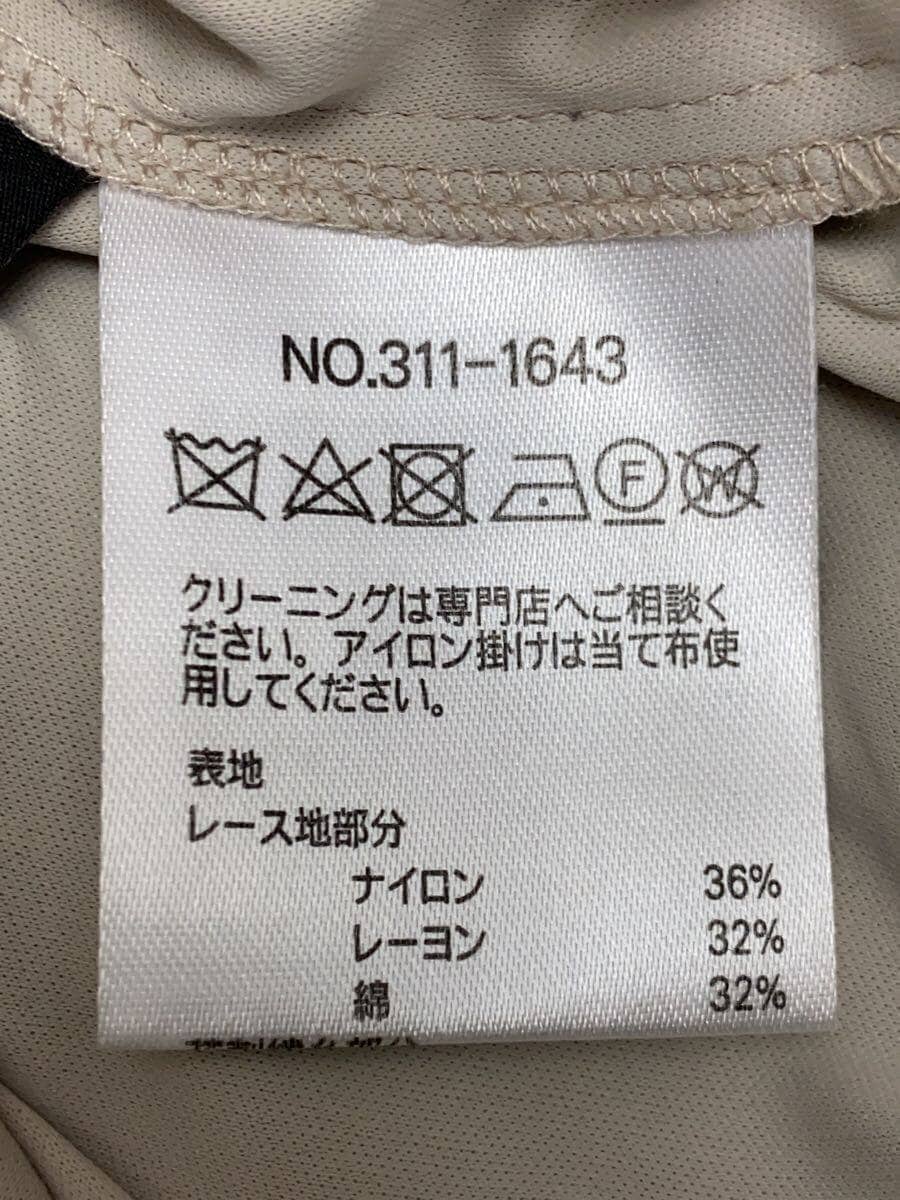 NO.311-1643
F W
クリーニングは専門店へご相談く
ださい。アイロン掛けは当て布使
用してください。
表地
レース地部分
ナイロン 36%
レーヨン 32%
綿 32%